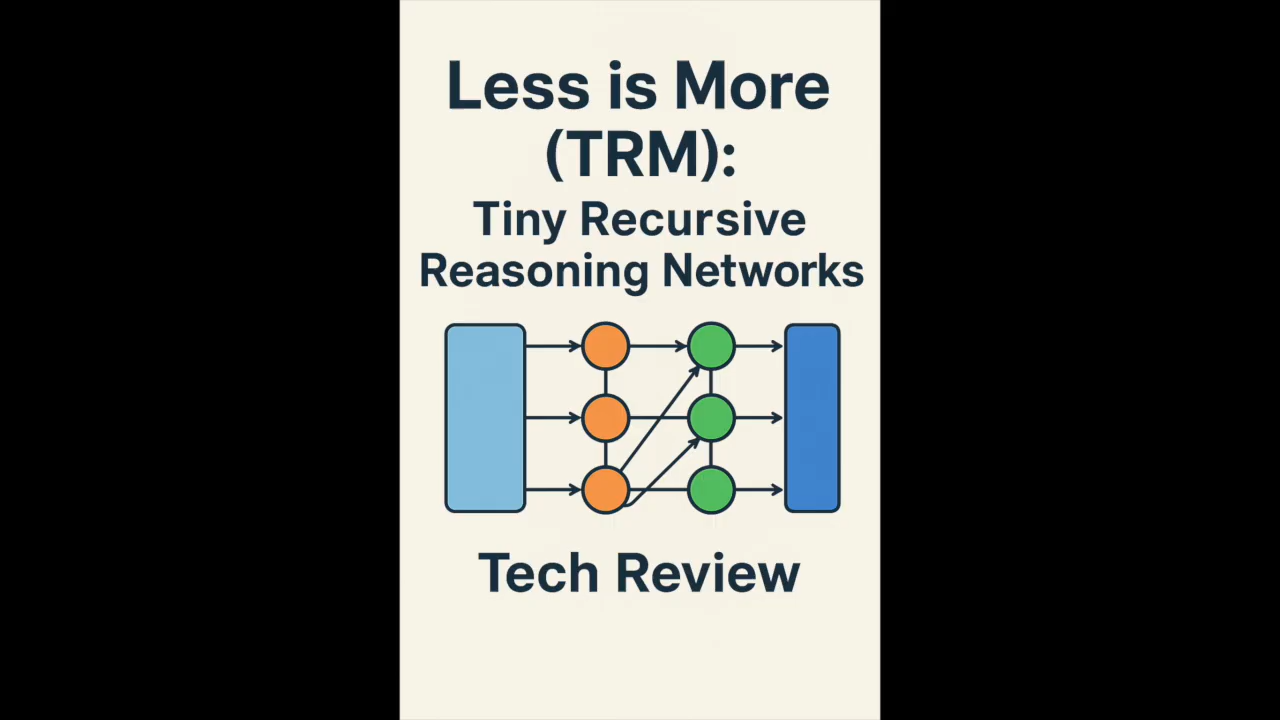 Less is More
(TRM):
Tiny Recursive
Reasoning Networks
Tech Review